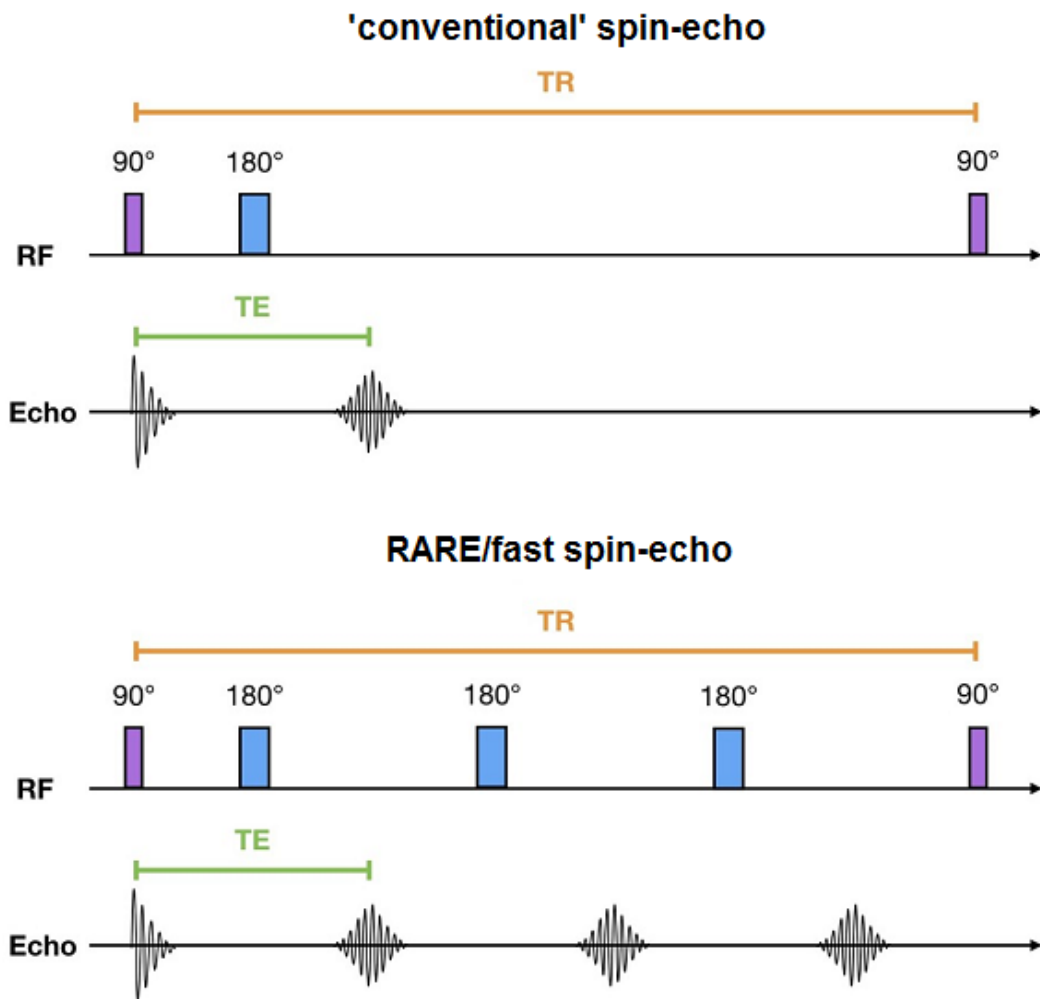 'conventional' spin-echo
TR
90° 180° 90°
RF
TE
Echo
RARE/fast spin-echo
TR
90° 180° 180° 180° 90°
RF
TE
Echo